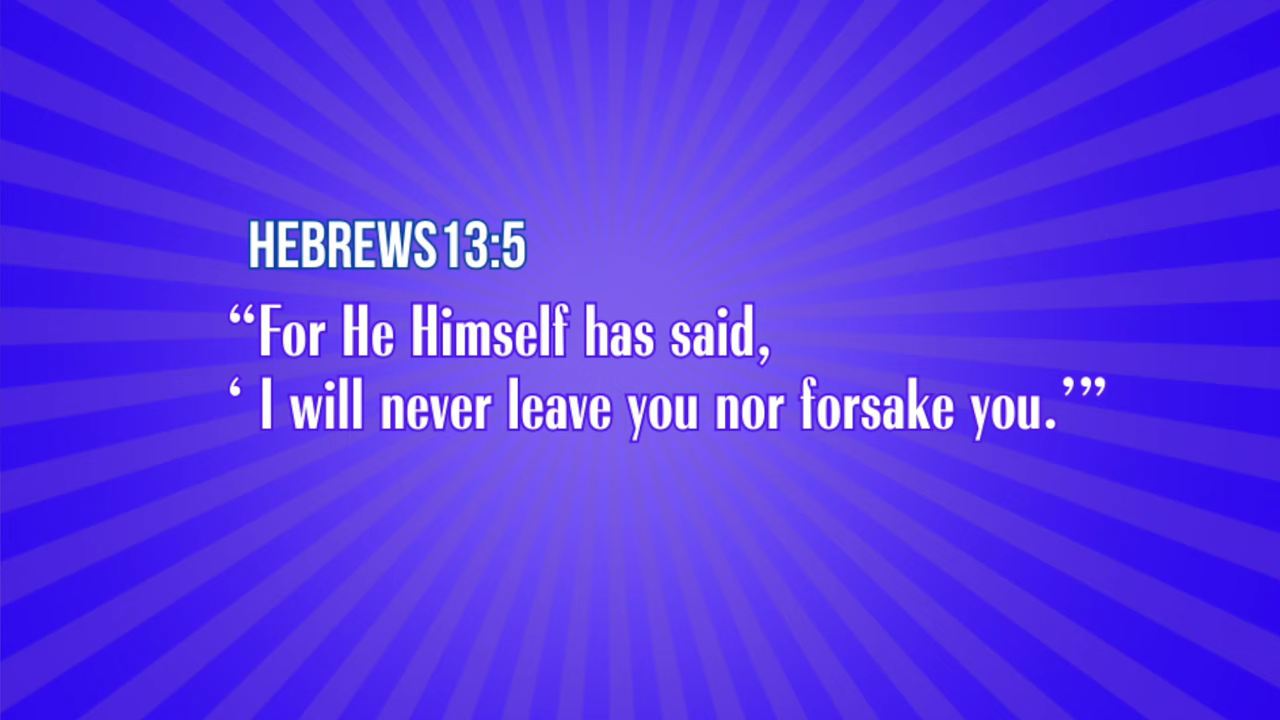 HEBREWS 13:5
“For He Himself has said,
‘ I will never leave you nor forsake you.’”